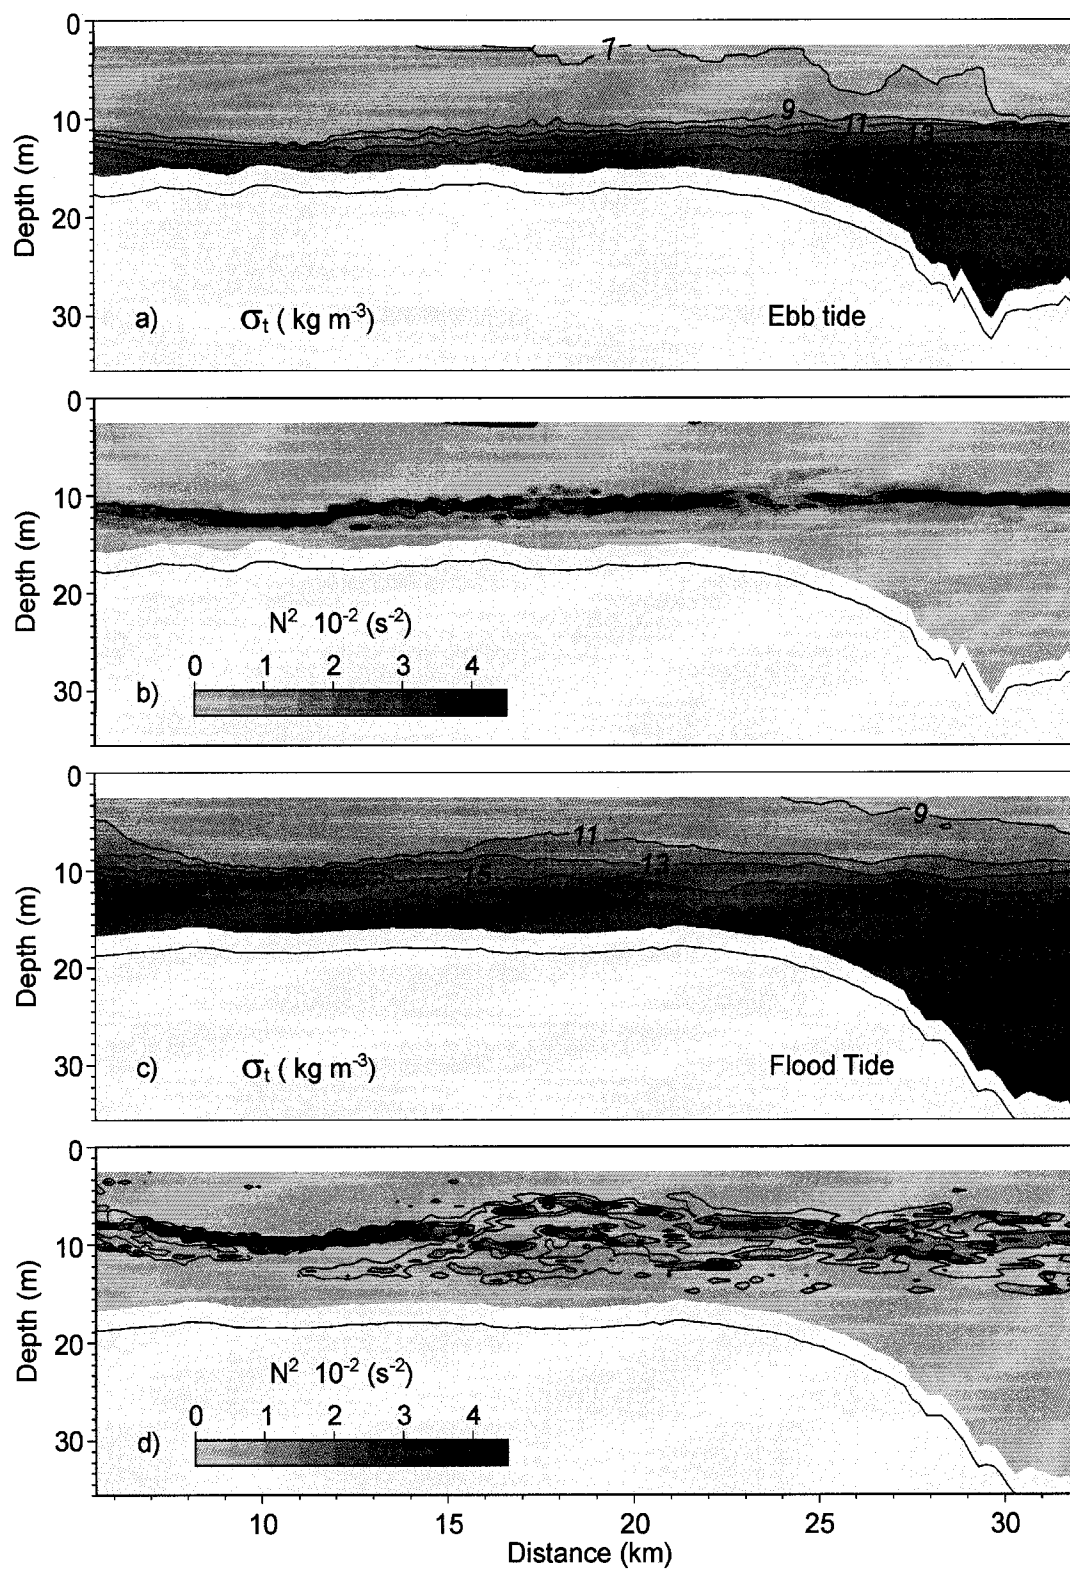 0
7
9
10
11
13
20
30
Depth (m)
a) σt ( kg m-3) Ebb tide
0
10
20
30
Depth (m)
N2 10-2 (s-2)
0 1 2 3 4
b)
0
9
11
13
10
15
20
30
Depth (m)
c) σt ( kg m-3) Flood Tide
0
10
20
30
Depth (m)
N2 10-2 (s-2)
0 1 2 3 4
d)
10 15 20 25 30
Distance (km)